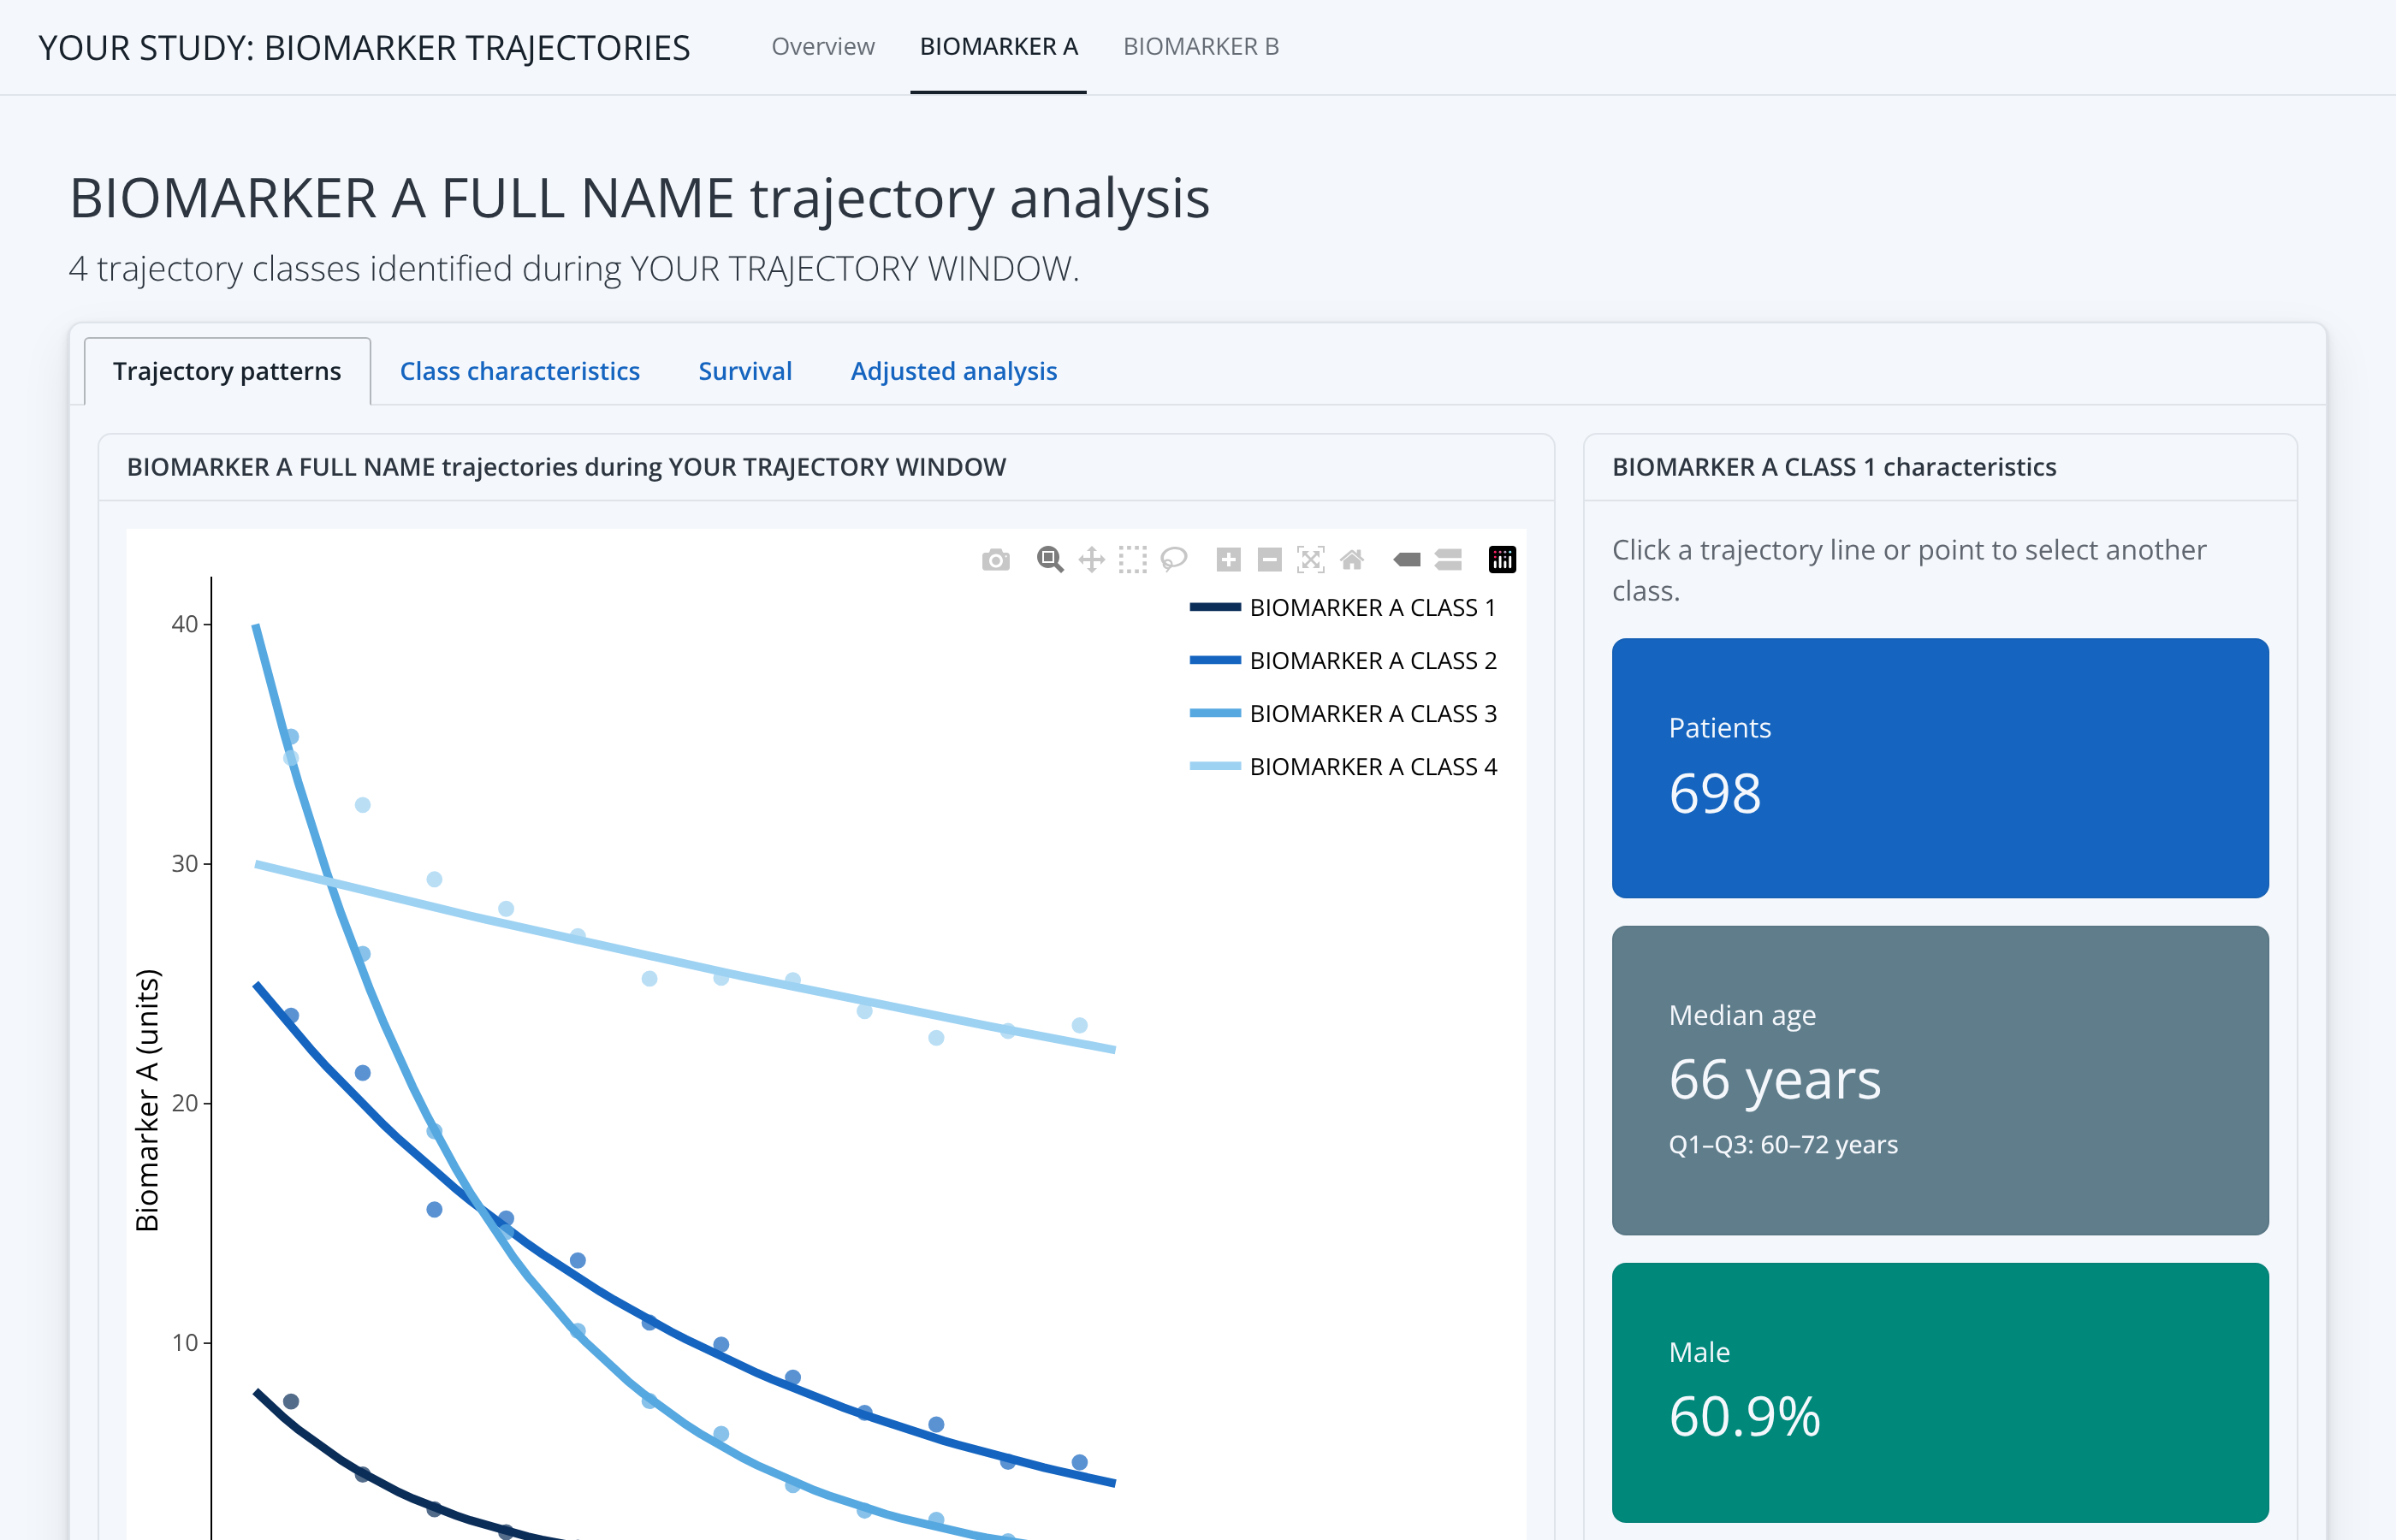 YOUR STUDY: BIOMARKER TRAJECTORIES
Overview
BIOMARKER A
BIOMARKER B
BIOMARKER A FULL NAME trajectory analysis
4 trajectory classes identified during YOUR TRAJECTORY WINDOW.
Trajectory patterns
Class characteristics
Survival
Adjusted analysis
BIOMARKER A FULL NAME trajectories during YOUR TRAJECTORY WINDOW
BIOMARKER A CLASS 1
BIOMARKER A CLASS 2
BIOMARKER A CLASS 3
BIOMARKER A CLASS 4
40
30
20
10
Biomarker A (units)
BIOMARKER A CLASS 1 characteristics
Click a trajectory line or point to select another
class.
Patients
698
Median age
66 years
Q1–Q3: 60–72 years
Male
60.9%